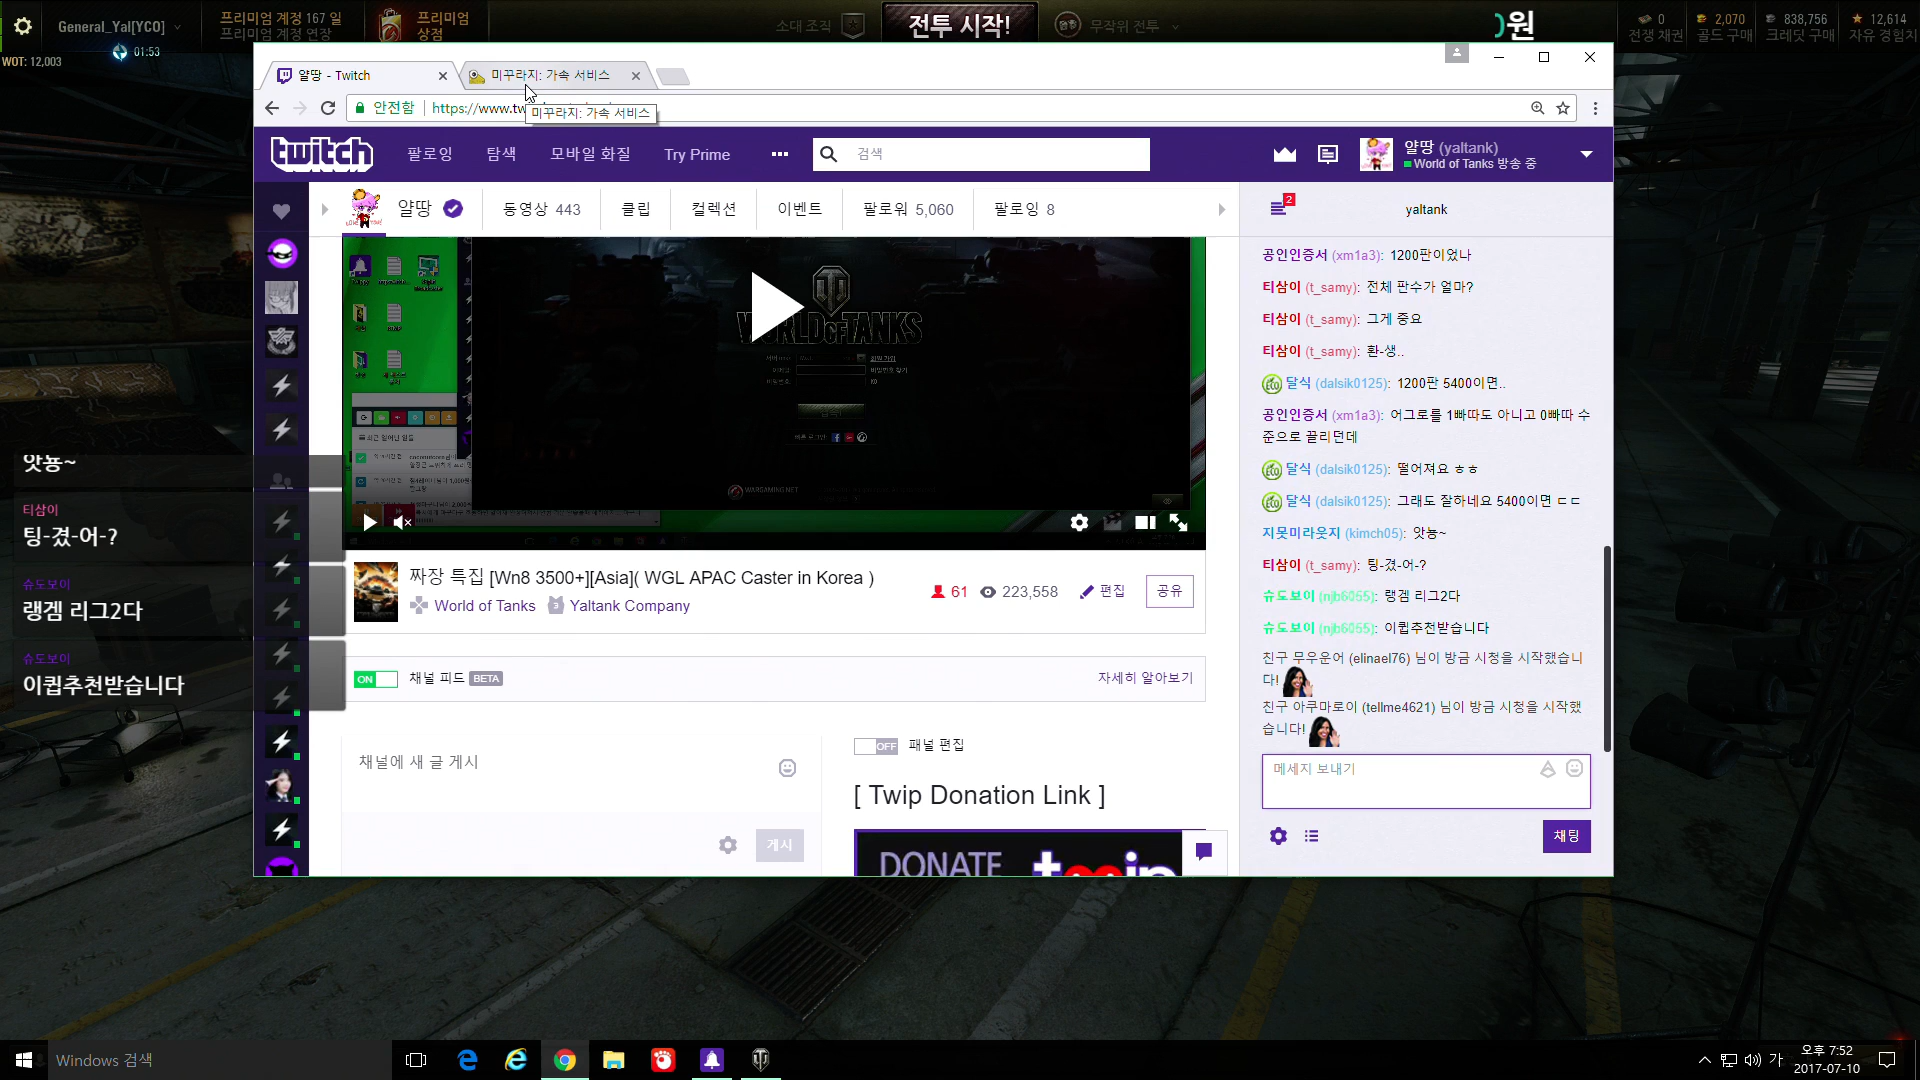 General_Yal[YCO]
프리미엄 계정 167 일
프리미엄 계정 연장
프리미엄
상점
소대 조직
전투 시작!
무작위 전투
원
0
전쟁 채권
2,070
골드 구매
838,756
크레딧 구매
12,614
자유 경험치
WOT: 12,003
01:53
얄땅 - Twitch
미꾸라지: 가속 서비스
안전함
https://www.tw
미꾸라지: 가속 서비스
twitch
팔로잉
탐색
모바일 화질
Try Prime
검색
얄땅 (yaltank)
World of Tanks 방송 중
얄땅
동영상 443
클립
컬렉션
이벤트
팔로워 5,060
팔로잉 8
2
yaltank
WORLD OF TANKS
WARGAMING.NET
공인인증서 (xm1a3): 1200판이었나
티삼이 (t_samy): 전체 판수가 얼마?
티삼이 (t_samy): 그게 중요
티삼이 (t_samy): 환-생..
달식 (dalsik0125): 1200판 5400이면..
공인인증서 (xm1a3): 어그로를 1빠따도 아니고 0빠따 수
준으로 끌리던데
달식 (dalsik0125): 떨어져요 ㅎㅎ
달식 (dalsik0125): 그래도 잘하네요 5400이면 ㄷㄷ
지못미라웃지 (kimch05): 앗뇽~
티삼이 (t_samy): 팅-겼-어-?
슈도보이 (njb6055): 랭겜 리그2다
슈도보이 (njb6055): 이큅추천받습니다
친구 무우운어 (elinael76) 님이 방금 시청을 시작했습니
다!
친구 아쿠마로이 (tellme4621) 님이 방금 시청을 시작했
습니다!
메세지 보내기
채팅
앗뇽~
티삼이
팅-겼-어-?
슈도보이
랭겜 리그2다
슈도보이
이큅추천받습니다
짜장 특집 [Wn8 3500+][Asia]( WGL APAC Caster in Korea )
World of Tanks
3
Yaltank Company
61
223,558
편집
공유
ON
채널 피드
BETA
자세히 알아보기
채널에 새 글 게시
게시
OFF
패널 편집
[ Twip Donation Link ]
DONATE twip
Windows 검색
가
오후 7:52
2017-07-10